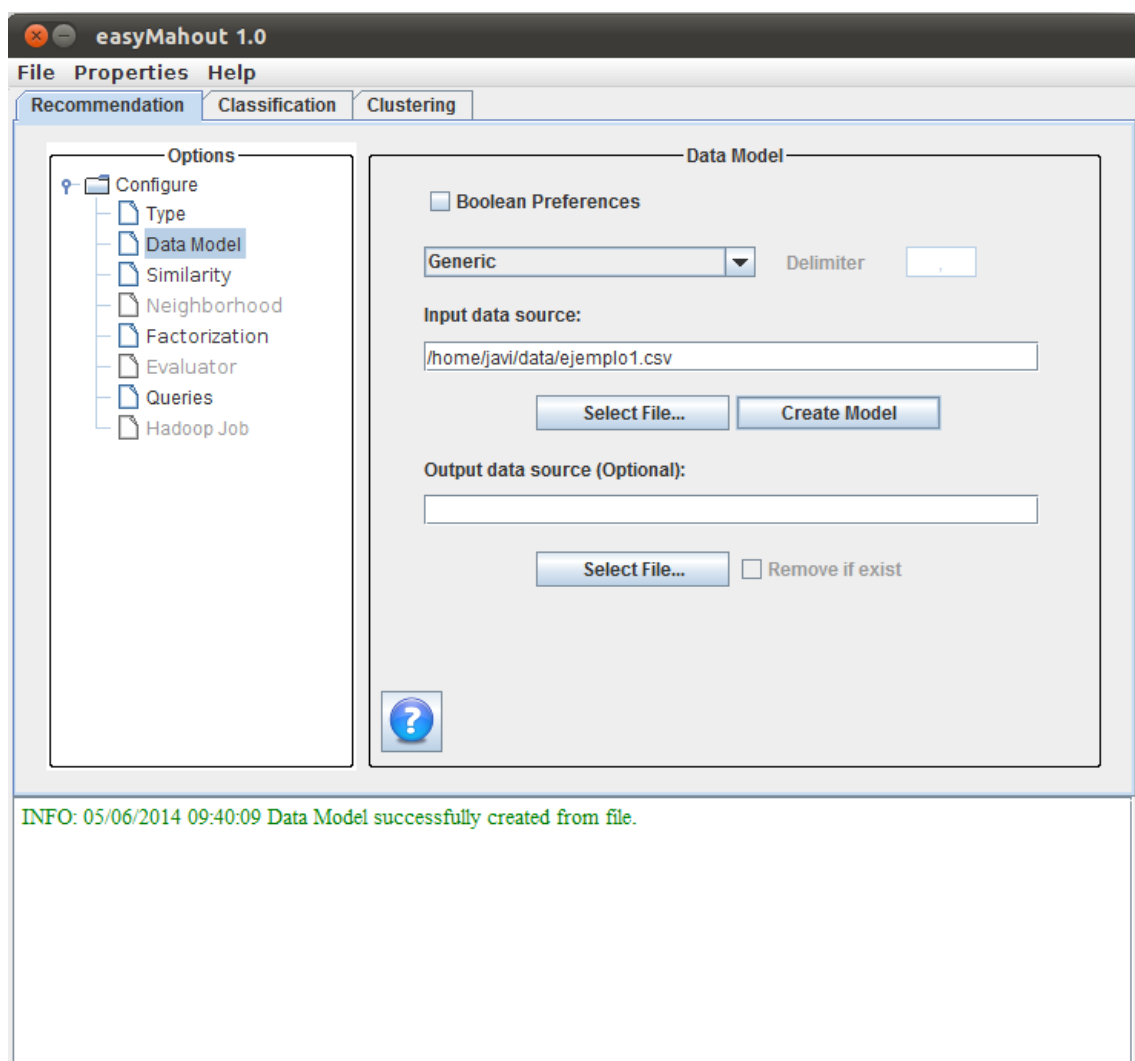 easyMahout 1.0
File Properties Help
Recommendation Classification Clustering
Options
Configure
Type
Data Model
Similarity
Neighborhood
Factorization
Evaluator
Queries
Hadoop Job
Data Model
Boolean Preferences
Generic Delimiter ,
Input data source:
/home/javi/data/ejemplo1.csv
Select File... Create Model
Output data source (Optional):
Select File... Remove if exist
?
INFO: 05/06/2014 09:40:09 Data Model successfully created from file.